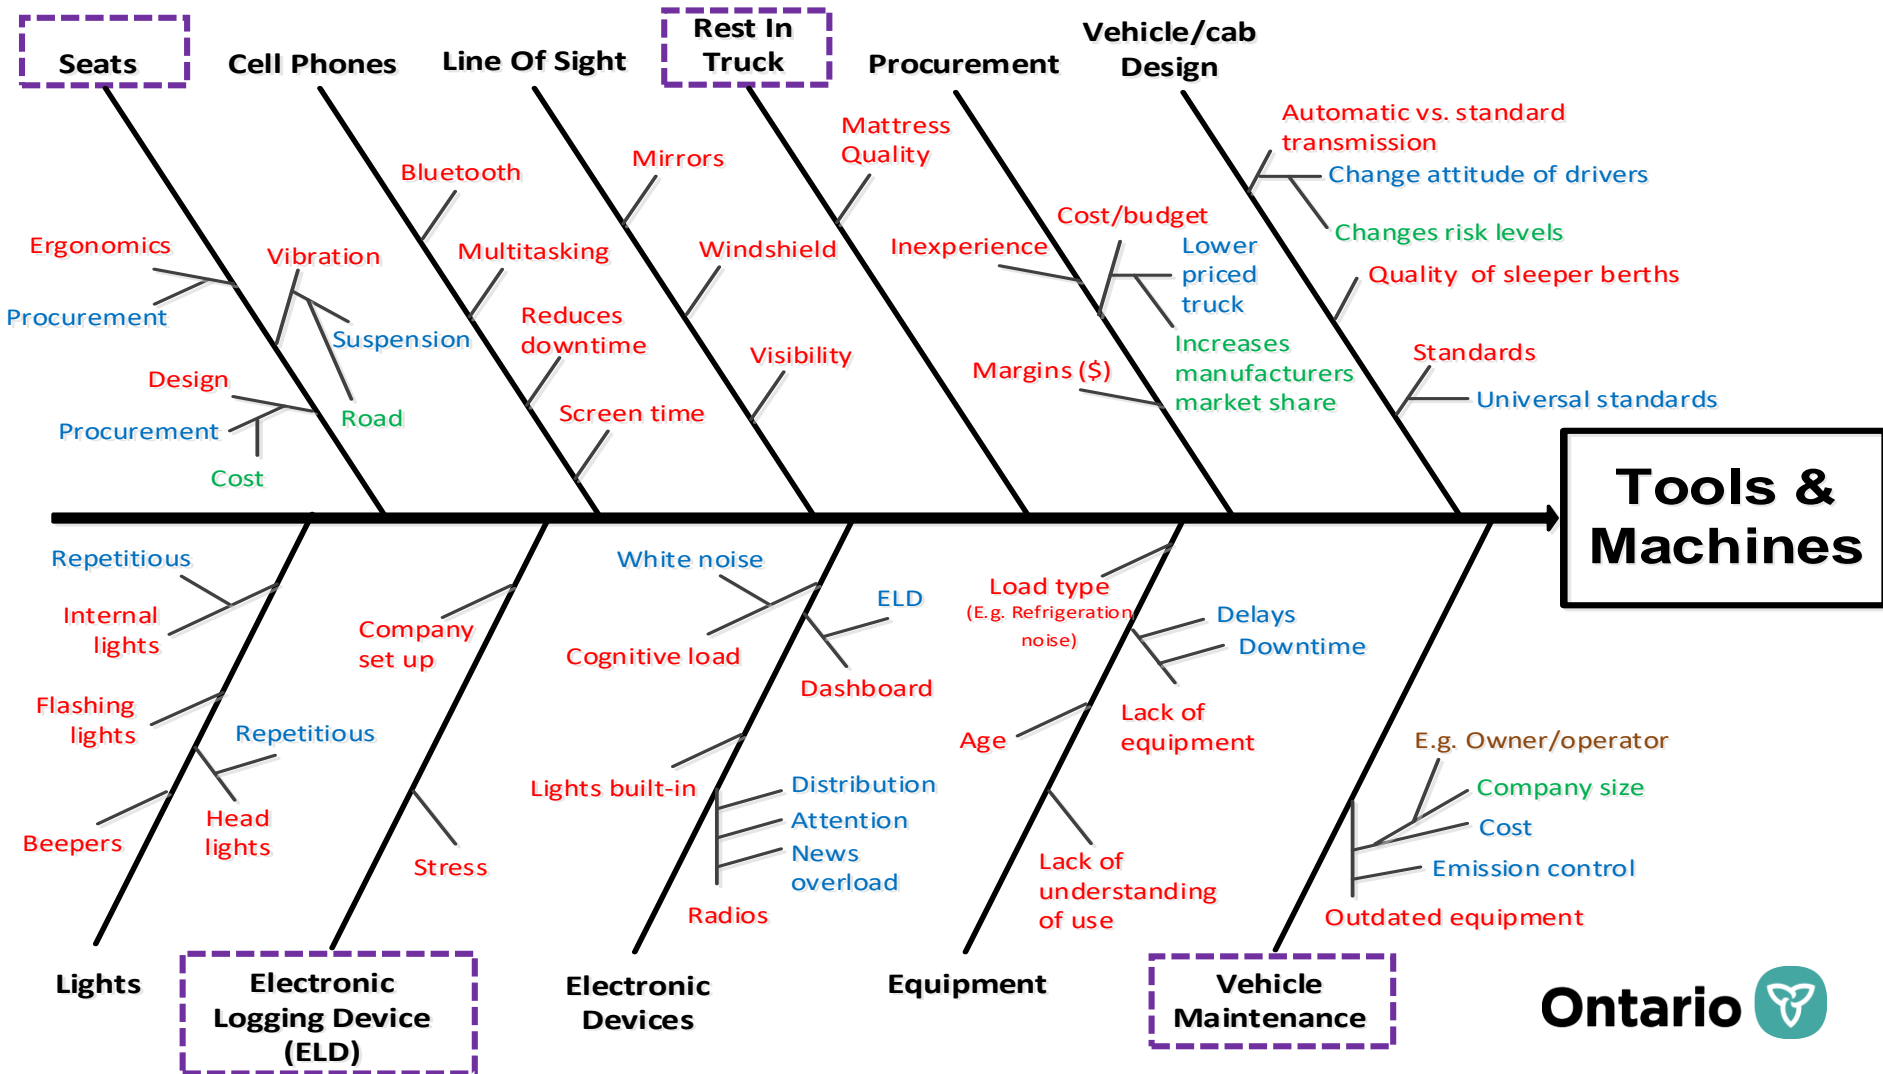 Seats
Cell Phones
Line Of Sight
Rest In
Truck
Procurement
Vehicle/cab
Design
Ergonomics
Procurement
Vibration
Suspension
Road
Design
Procurement
Cost
Bluetooth
Multitasking
Reduces
downtime
Screen time
Mirrors
Windshield
Visibility
Mattress
Quality
Inexperience
Cost/budget
Lower
priced
truck
Increases
manufacturers
market share
Margins ($)
Automatic vs. standard
transmission
Change attitude of drivers
Changes risk levels
Quality of sleeper berths
Standards
Universal standards
Tools &
Machines
Repetitious
Internal
lights
Flashing
lights
Repetitious
Head
lights
Beepers
Company
set up
Stress
White noise
Cognitive load
ELD
Dashboard
Lights built-in
Distribution
Attention
News
overload
Radios
Load type
(E.g. Refrigeration
noise)
Delays
Downtime
Lack of
equipment
Age
Lack of
understanding
of use
E.g. Owner/operator
Company size
Cost
Emission control
Outdated equipment
Lights
Electronic
Logging Device
(ELD)
Electronic
Devices
Equipment
Vehicle
Maintenance
Ontario